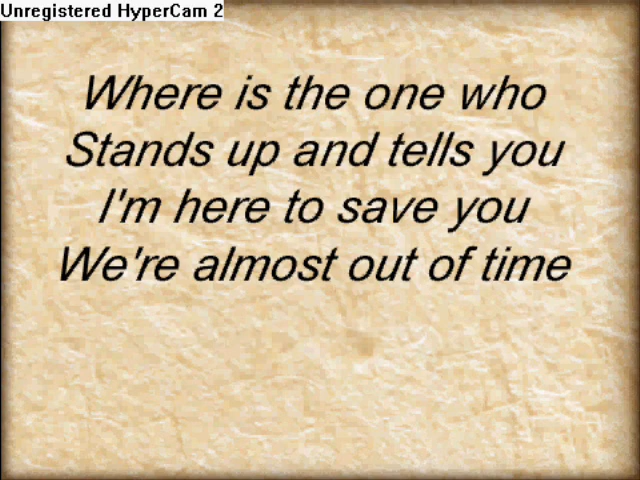 Unregistered HyperCam 2
Where is the one who
Stands up and tells you
I'm here to save you
We're almost out of time